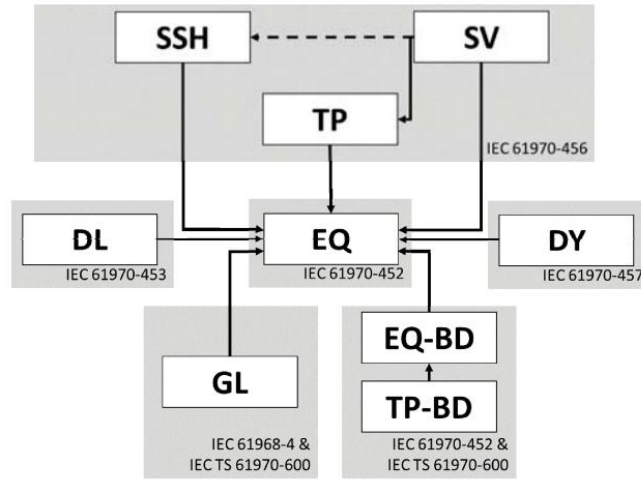 SSH
SV
TP
IEC 61970-456
DL
EQ
DY
IEC 61970-453
IEC 61970-452
IEC 61970-457
EQ-BD
GL
TP-BD
IEC 61968-4 &
IEC TS 61970-600
IEC 61970-452 &
IEC TS 61970-600